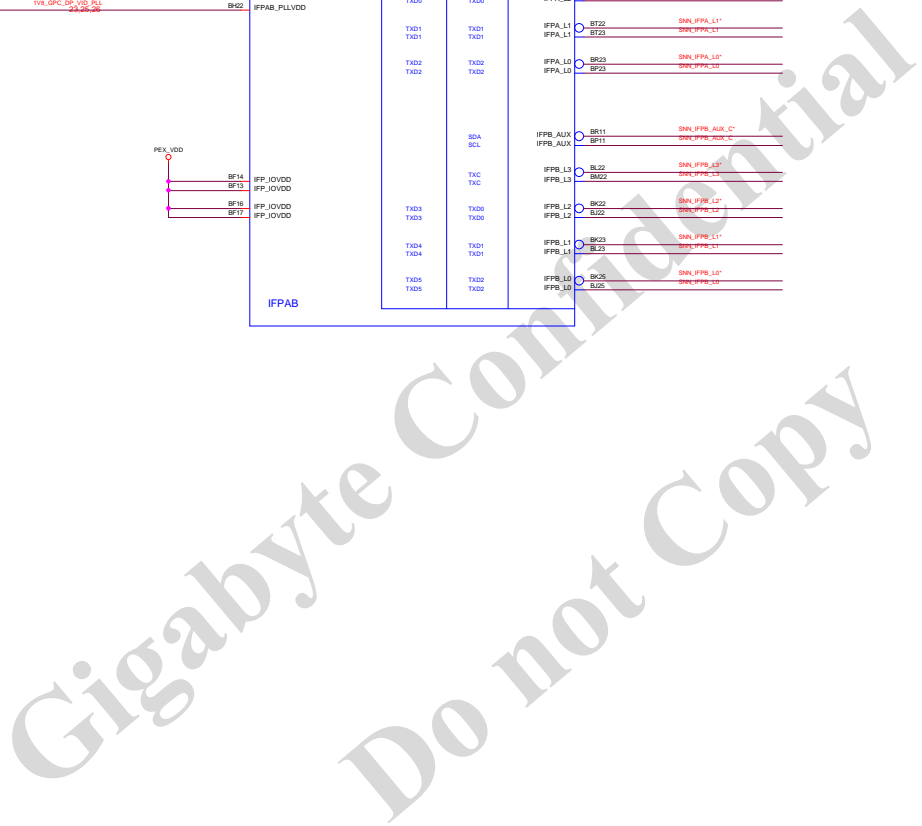 1V8_GPC_DP_VID_PLL
23,25,26
BH22 IFPAB_PLLVDD
TXD0 TXD0
TXD1 TXD1 IFPA_L1 BT22 SNN_IFPA_L1*
TXD1 TXD1 IFPA_L1 BT23 SNN_IFPA_L1
TXD2 TXD2 IFPA_L0 BR23 SNN_IFPA_L0*
TXD2 TXD2 IFPA_L0 BP23 SNN_IFPA_L0
SDA IFPB_AUX BR11 SNN_IFPB_AUX_C*
SCL IFPB_AUX BP11 SNN_IFPB_AUX_C
PEX_VDD
TXC IFPB_L3 BL22 SNN_IFPB_L3*
BF14 IFP_IOVDD TXC IFPB_L3 BM22 SNN_IFPB_L3
BF13 IFP_IOVDD
BF16 IFP_IOVDD TXD3 TXD0 IFPB_L2 BK22 SNN_IFPB_L2*
BF17 IFP_IOVDD TXD3 TXD0 IFPB_L2 BJ22 SNN_IFPB_L2
TXD4 TXD1 IFPB_L1 BK23 SNN_IFPB_L1*
TXD4 TXD1 IFPB_L1 BL23 SNN_IFPB_L1
TXD5 TXD2 IFPB_L0 BK25 SNN_IFPB_L0*
TXD5 TXD2 IFPB_L0 BJ25 SNN_IFPB_L0
IFPAB
Gigabyte Confidential
Do not Copy